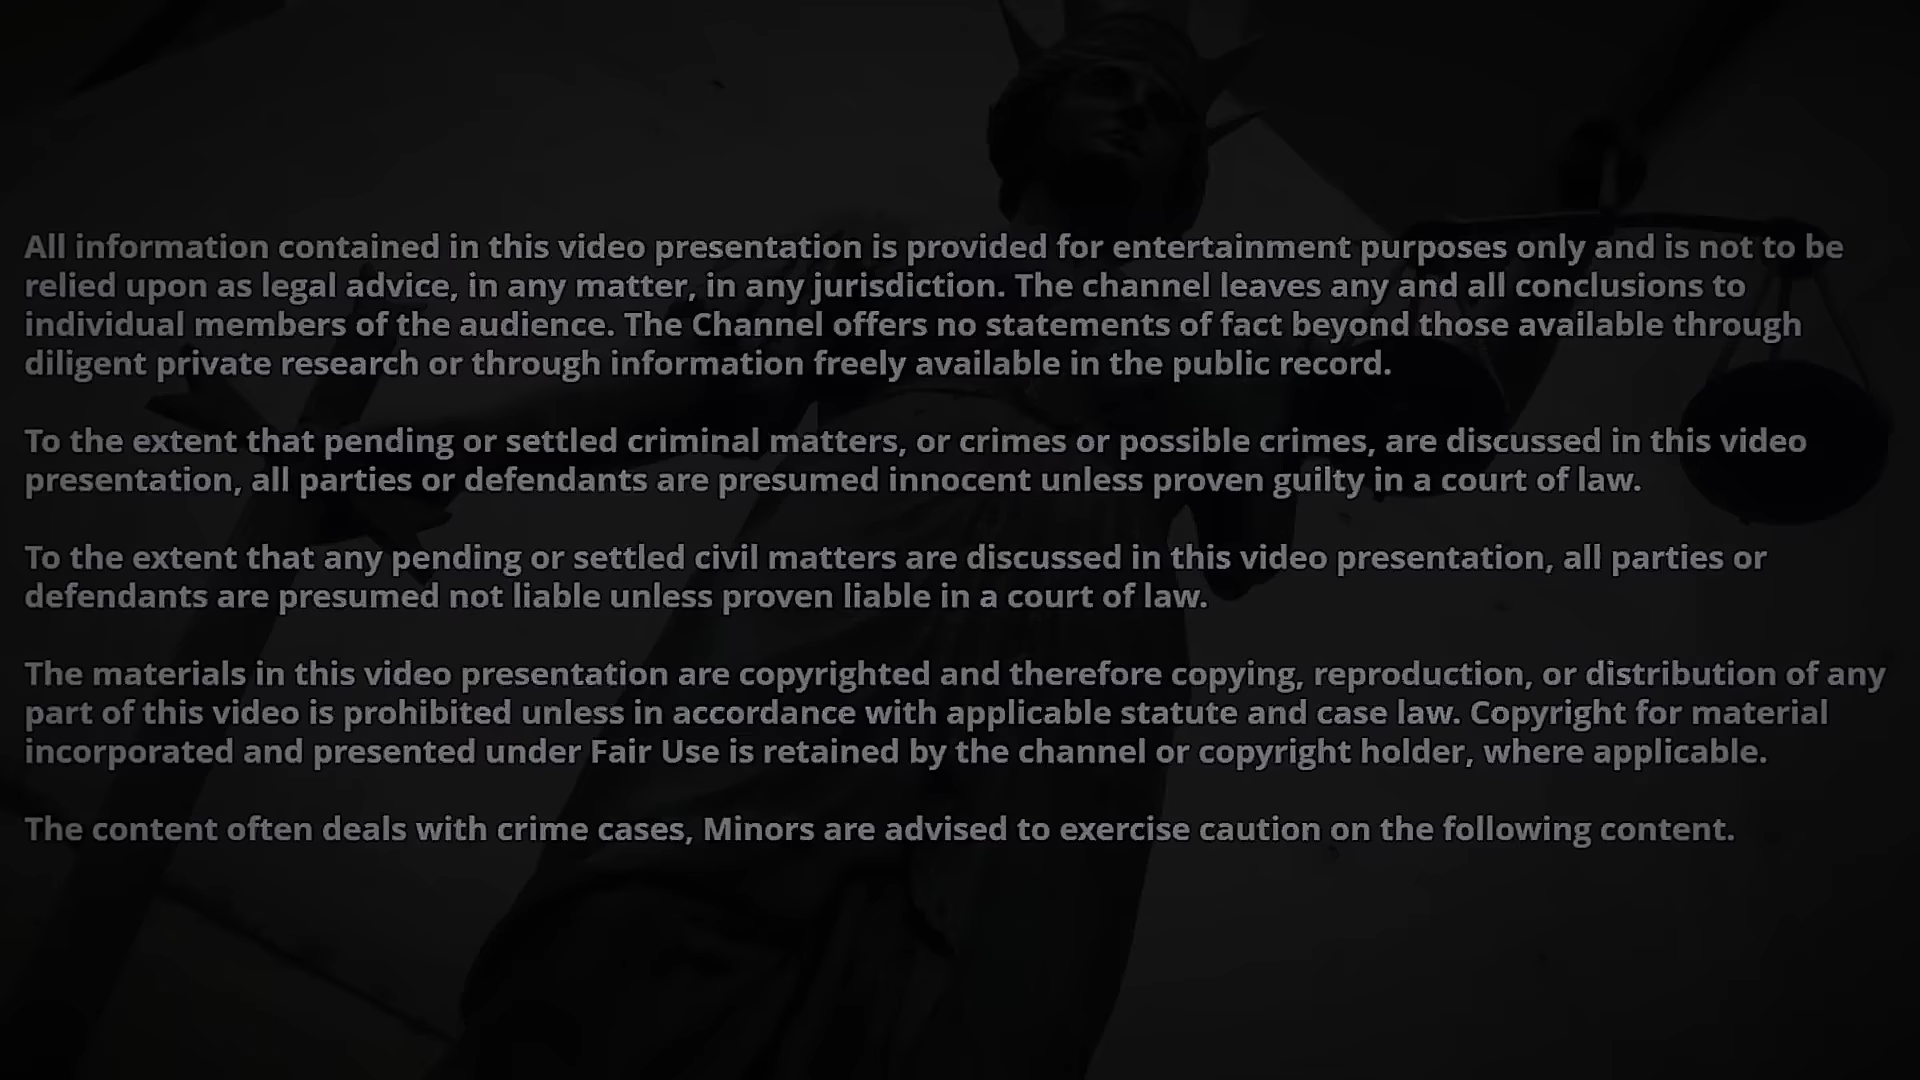 All information contained in this video presentation is provided for entertainment purposes only and is not to be
relied upon as legal advice, in any matter, in any jurisdiction. The channel leaves any and all conclusions to
individual members of the audience. The Channel offers no statements of fact beyond those available through
diligent private research or through information freely available in the public record.
To the extent that pending or settled criminal matters, or crimes or possible crimes, are discussed in this video
presentation, all parties or defendants are presumed innocent unless proven guilty in a court of law.
To the extent that any pending or settled civil matters are discussed in this video presentation, all parties or
defendants are presumed not liable unless proven liable in a court of law.
The materials in this video presentation are copyrighted and therefore copying, reproduction, or distribution of any
part of this video is prohibited unless in accordance with applicable statute and case law. Copyright for material
incorporated and presented under Fair Use is retained by the channel or copyright holder, where applicable.
The content often deals with crime cases, Minors are advised to exercise caution on the following content.